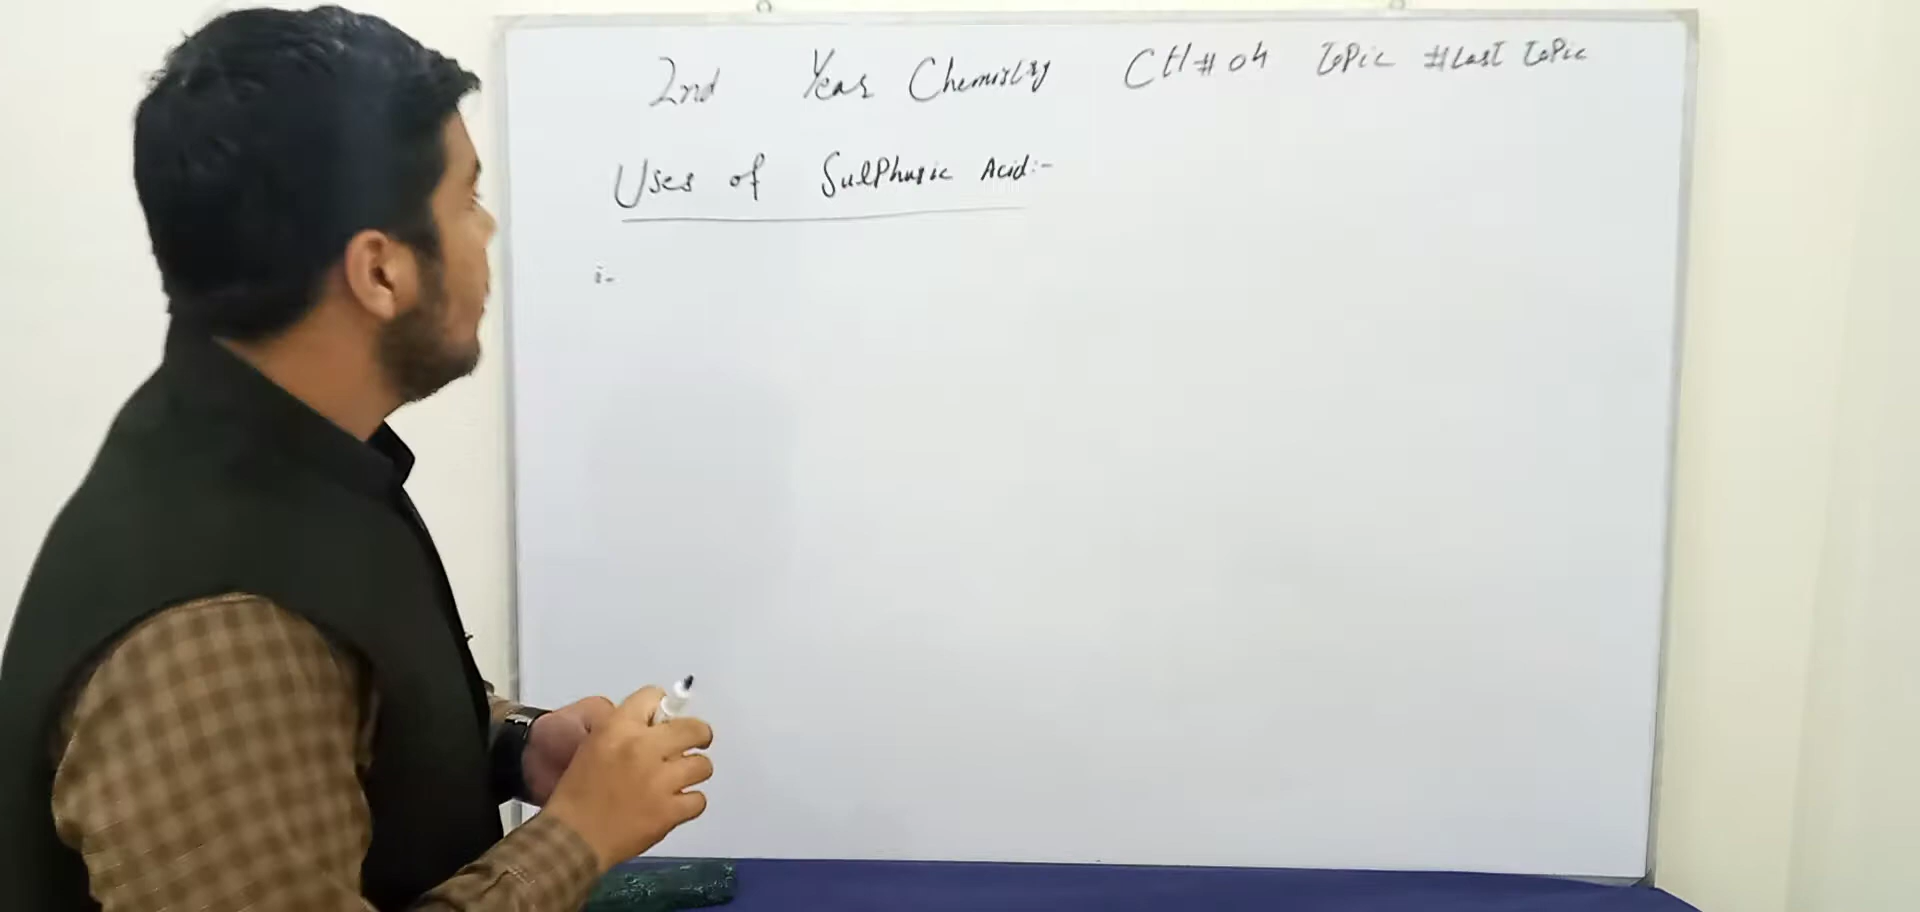 2nd Year Chemistry CH#04 Topic #Last Topic
Uses of Sulphuric Acid:-
i-